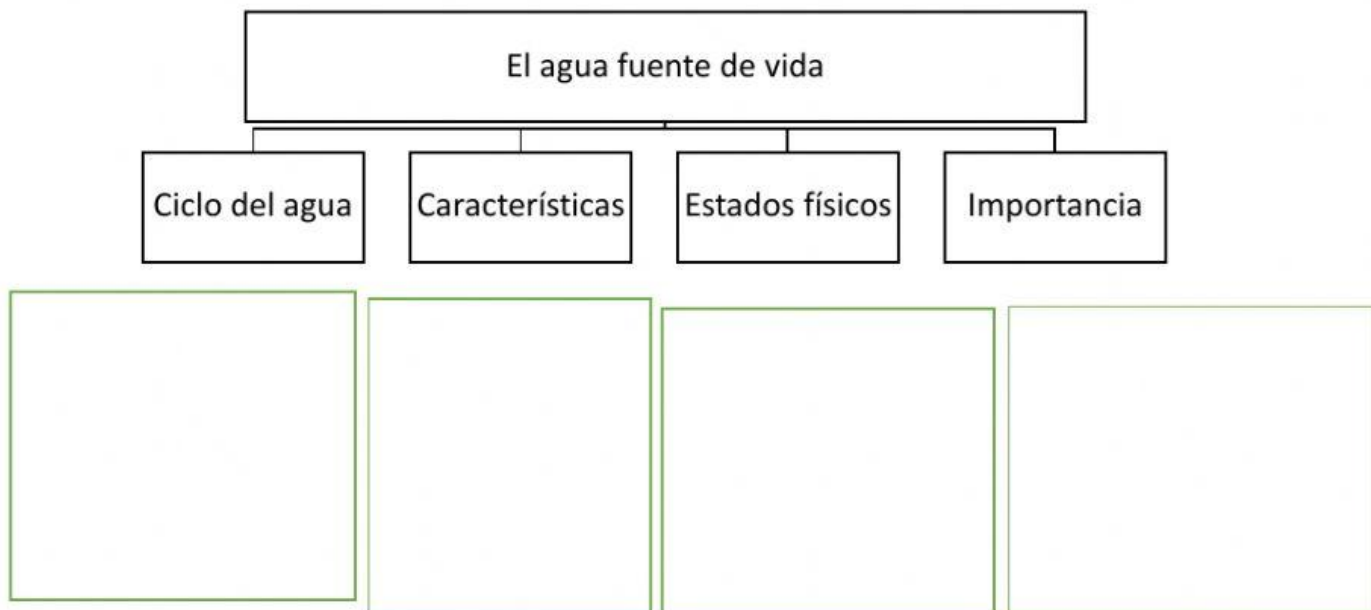 El agua fuente de vida
Ciclo del agua
Características
Estados físicos
Importancia